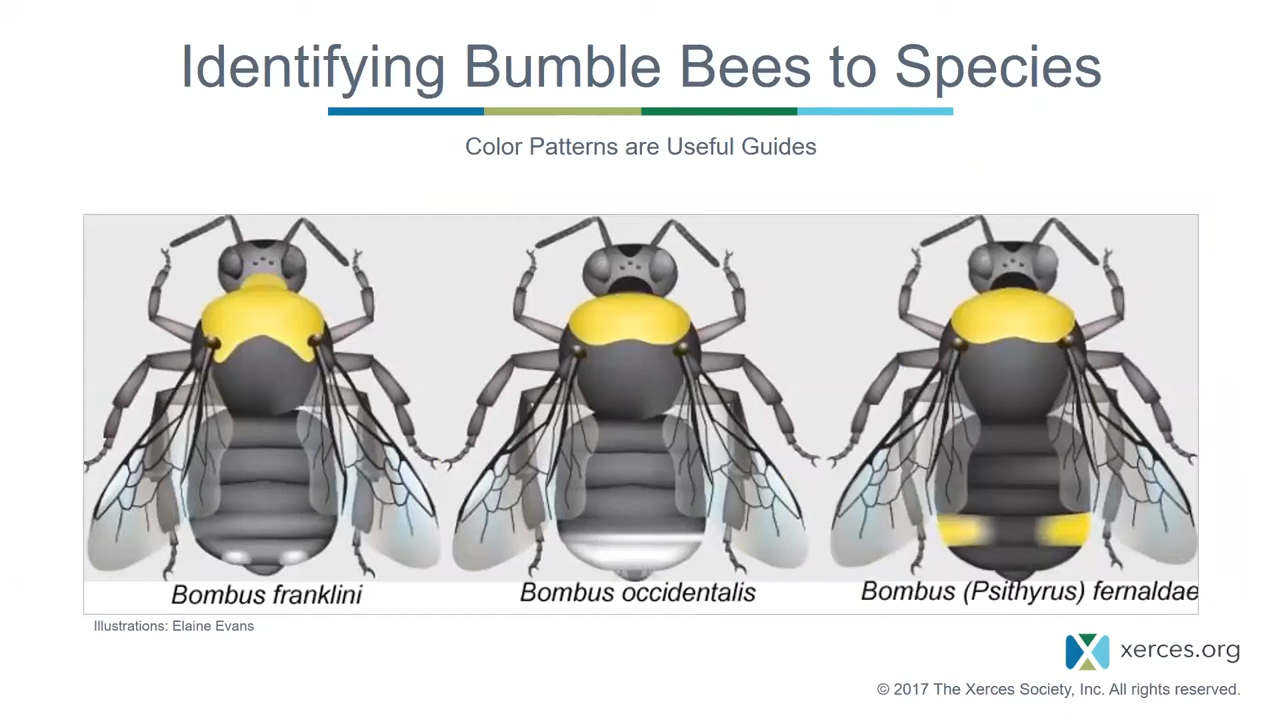 Identifying Bumble Bees to Species
Color Patterns are Useful Guides
Bombus franklini
Bombus occidentalis
Bombus (Psithyrus) fernaldae
Illustrations: Elaine Evans
xerces.org
© 2017 The Xerces Society, Inc. All rights reserved.